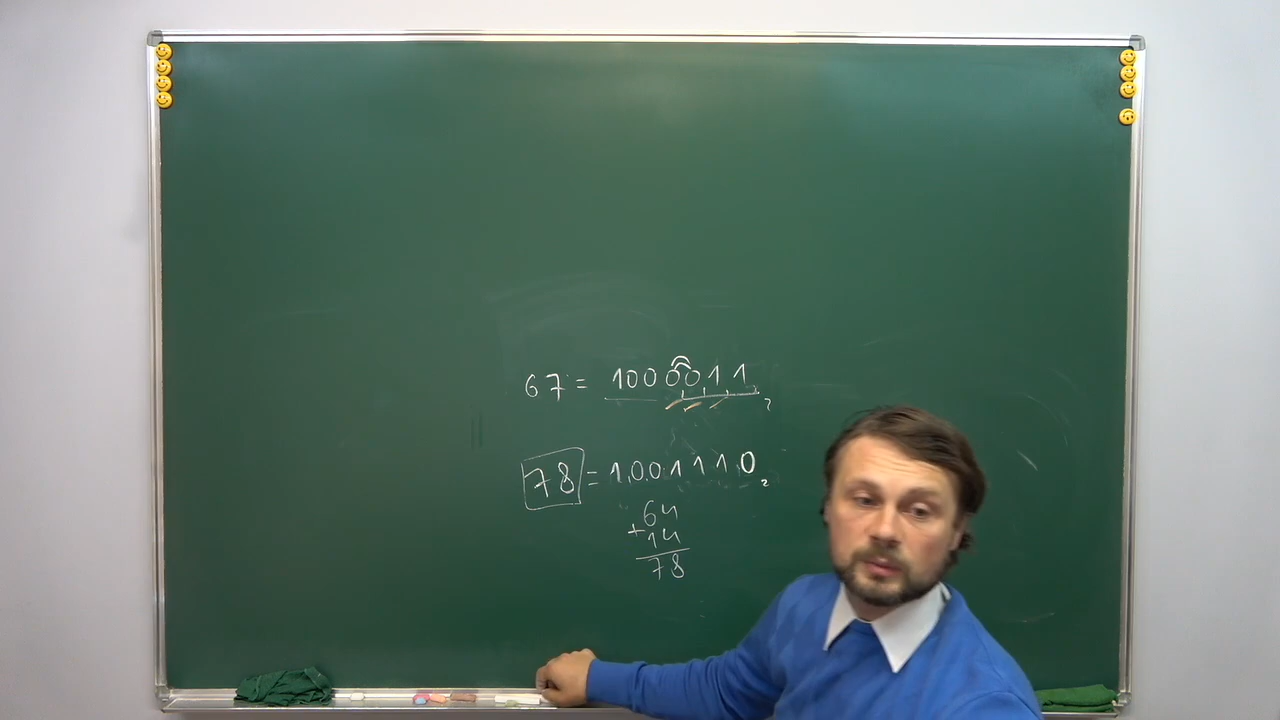 67 = 1000011₂
78 = 1001110₂
64
+ 14
78